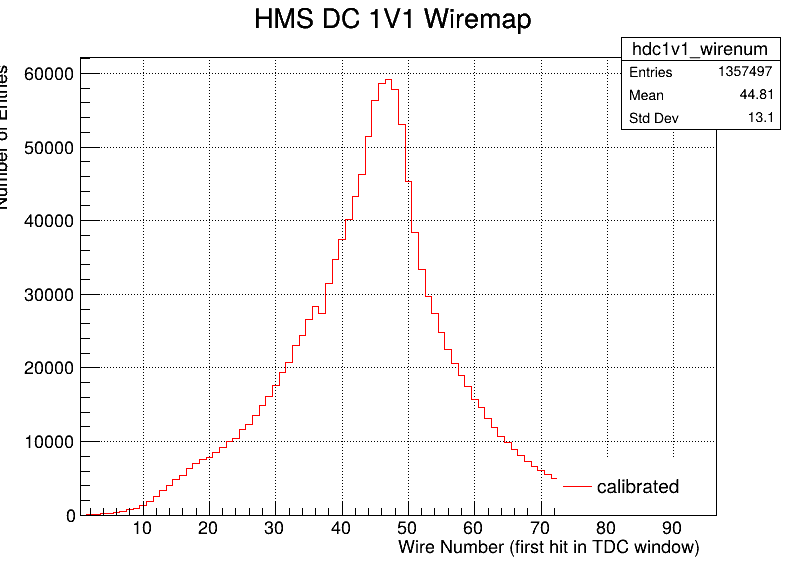 HMS DC 1V1 Wiremap
hdc1v1_wirenum
Entries 1357497
Mean 44.81
Std Dev 13.1
Number of Entries
60000
50000
40000
30000
20000
10000
0
calibrated
10 20 30 40 50 60 70 80 90
Wire Number (first hit in TDC window)